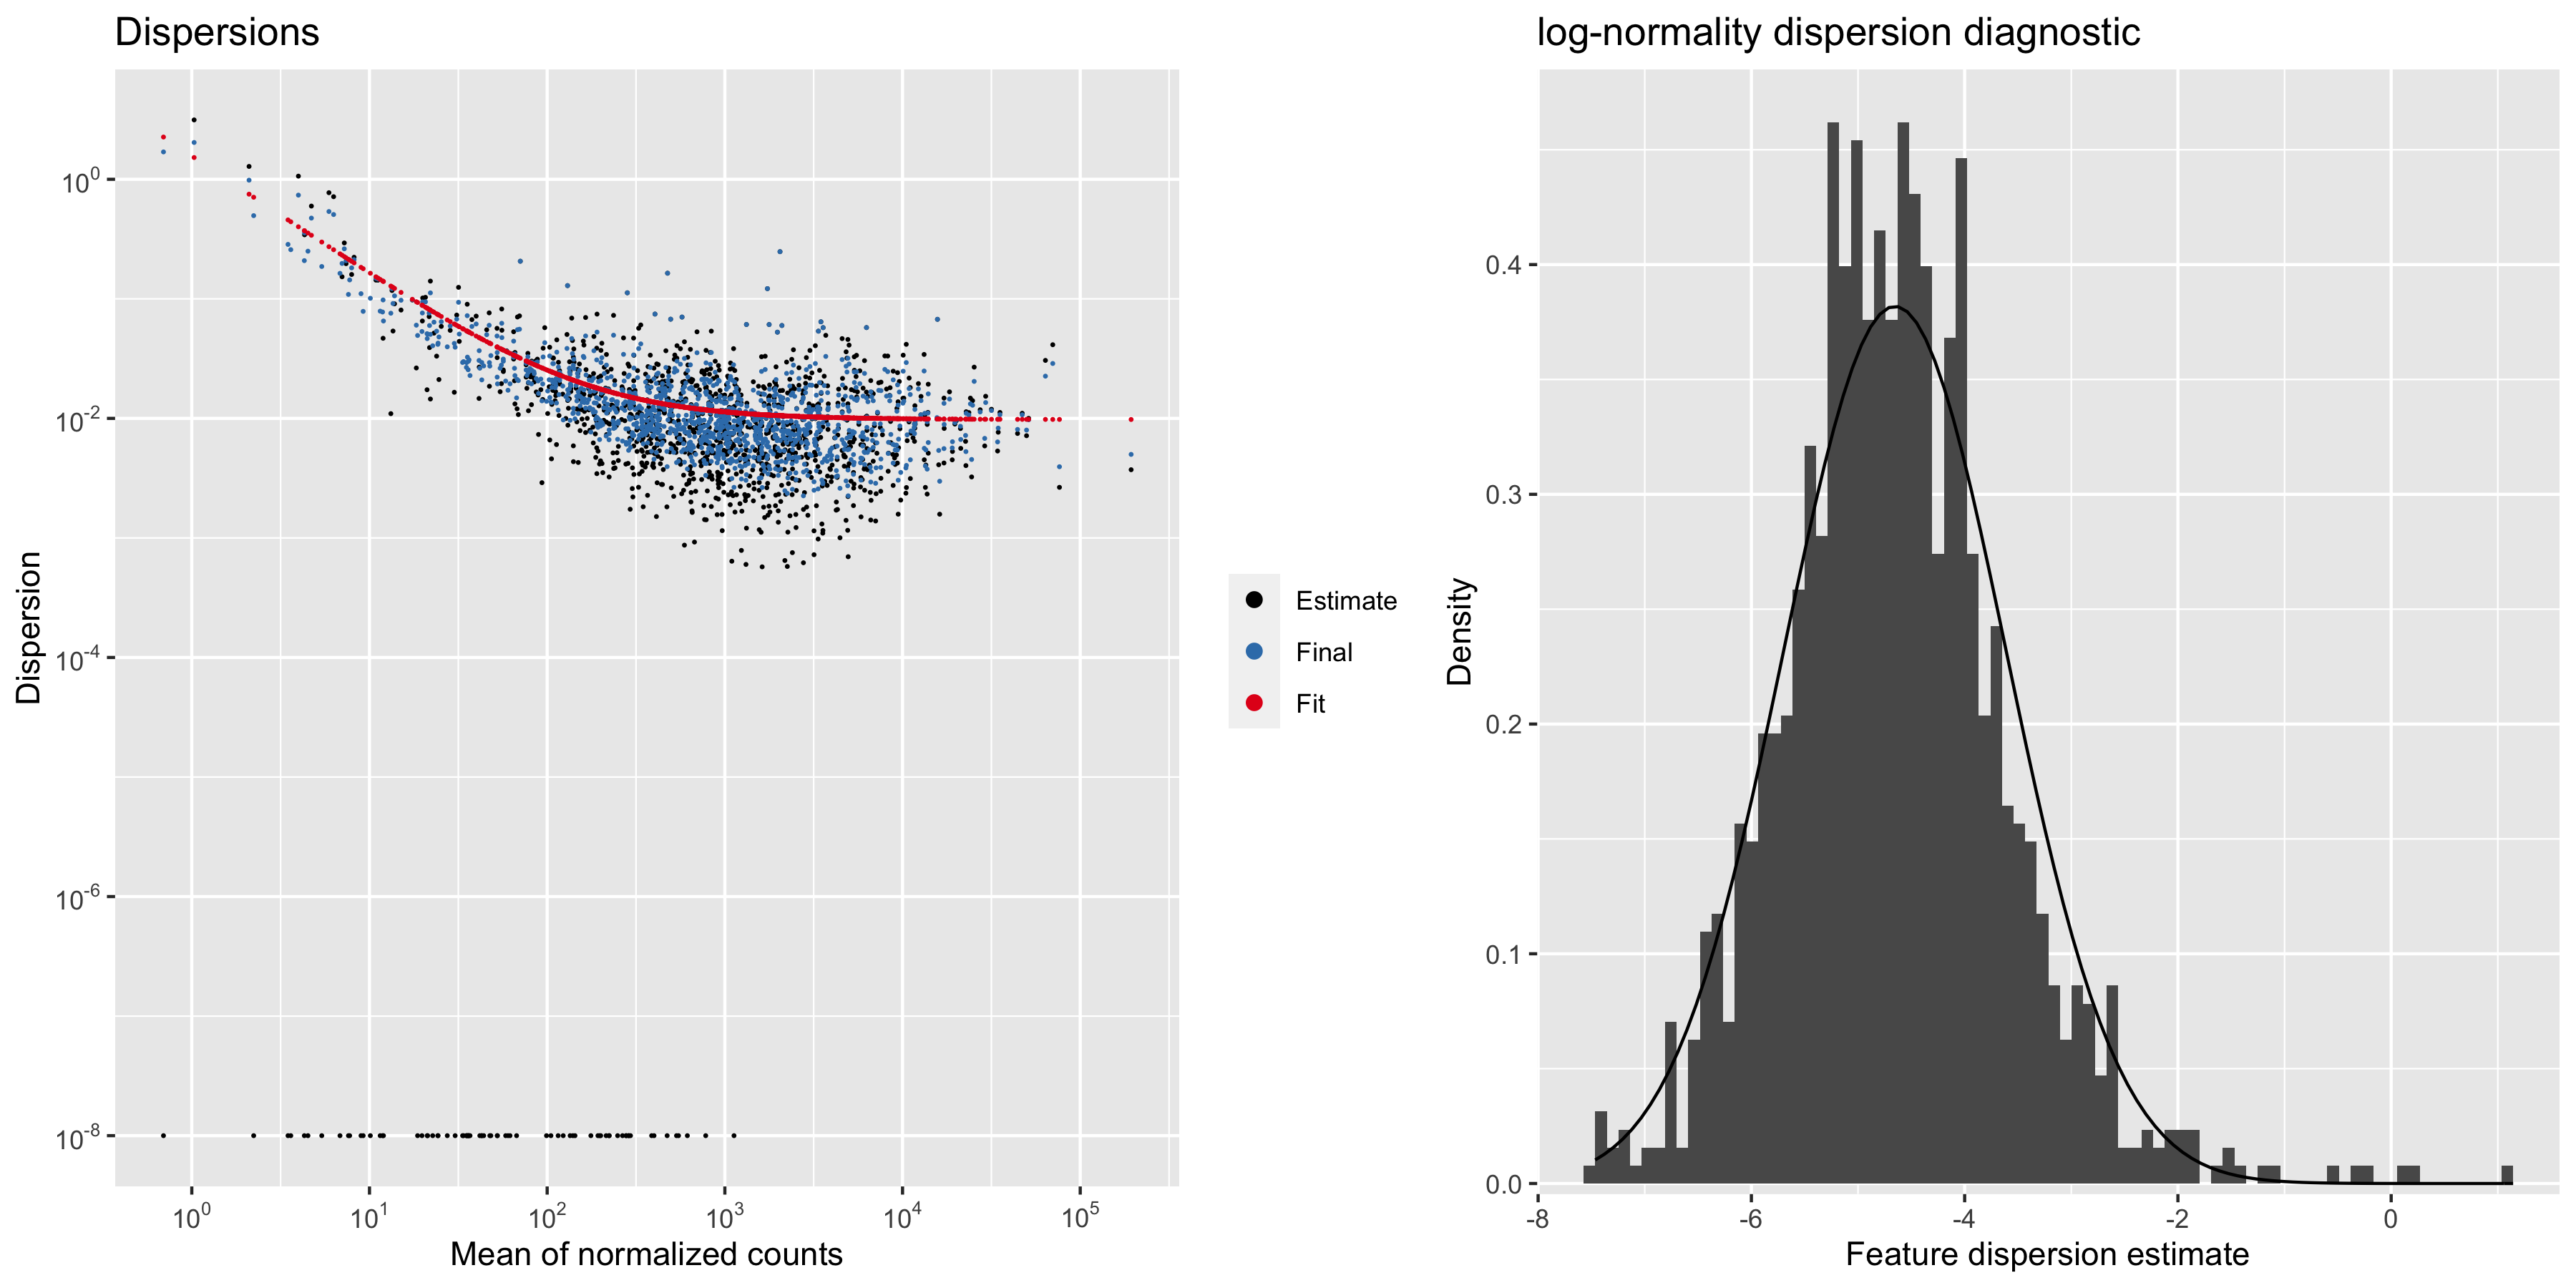 Dispersions
Dispersion
10^0
10^-2
10^-4
10^-6
10^-8
10^0 10^1 10^2 10^3 10^4 10^5
Mean of normalized counts
Estimate
Final
Fit
log-normality dispersion diagnostic
Density
0.4
0.3
0.2
0.1
0.0
-8 -6 -4 -2 0
Feature dispersion estimate